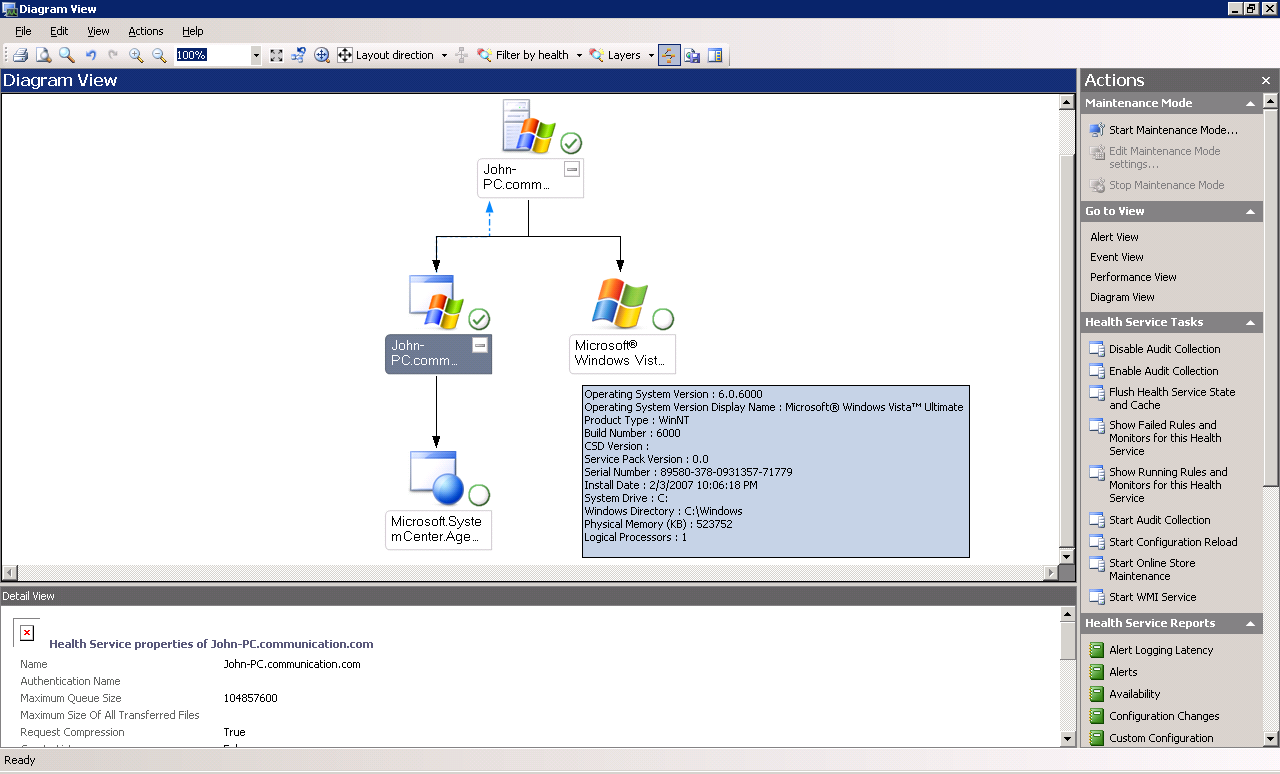 Diagram View
File Edit View Actions Help
100% Layout direction Filter by health Layers
Diagram View
John-
PC.comm...
John-
PC.comm...
Microsoft®
Windows Vist...
Microsoft.Syste
mCenter.Age...
Operating System Version : 6.0.6000
Operating System Version Display Name : Microsoft® Windows Vista™ Ultimate
Product Type : WinNT
Build Number : 6000
CSD Version :
Service Pack Version : 0.0
Serial Number : 89580-378-0931357-71779
Install Date : 2/3/2007 10:06:18 PM
System Drive : C:
Windows Directory : C:\Windows
Physical Memory (KB) : 523752
Logical Processors : 1
Detail View
Health Service properties of John-PC.communication.com
Name John-PC.communication.com
Authentication Name
Maximum Queue Size 104857600
Maximum Size Of All Transferred Files
Request Compression True
Actions
Maintenance Mode
Start Maintenance Mode...
Edit Maintenance Mode
settings...
Stop Maintenance Mode
Go to View
Alert View
Event View
Performance View
Diagram View
Health Service Tasks
Disable Audit Collection
Enable Audit Collection
Flush Health Service State
and Cache
Show Failed Rules and
Monitors for this Health
Service
Show Running Rules and
Monitors for this Health
Service
Start Audit Collection
Start Configuration Reload
Start Online Store
Maintenance
Start WMI Service
Health Service Reports
Alert Logging Latency
Alerts
Availability
Configuration Changes
Custom Configuration
Ready